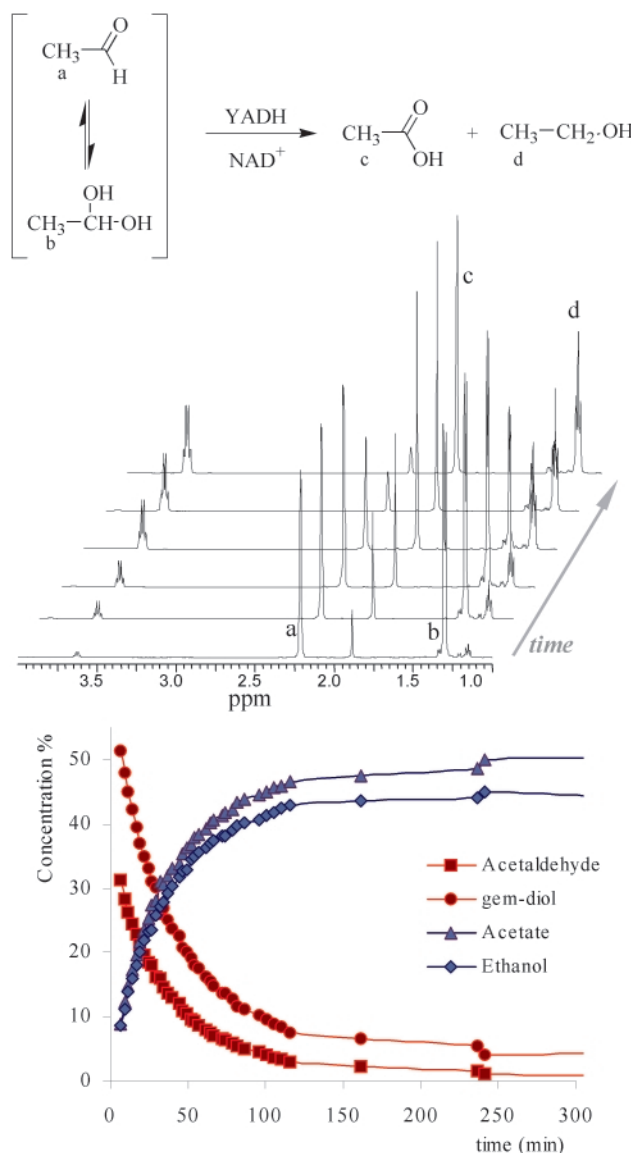 CH3 O H
a
YADH
NAD+
CH3 O OH + CH3–CH2·OH
c d
OH
CH3–CH·OH
b
c
d
a
b
time
3.5 3.0 2.0 1.5 1.0
ppm
Concentration %
50
40
30
20
10
0
Acetaldehyde
gem-diol
Acetate
Ethanol
0 50 100 150 200 250 300
time (min)